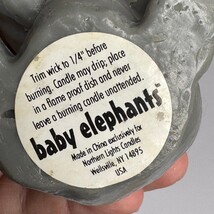 Trim wick to 1/4" before
burning. Candle may drip; place
in a flame proof dish and never
leave a burning candle unattended.
baby elephants™
Made in China exclusively for
Northern Lights Candles
Wellsville, NY 14895
USA